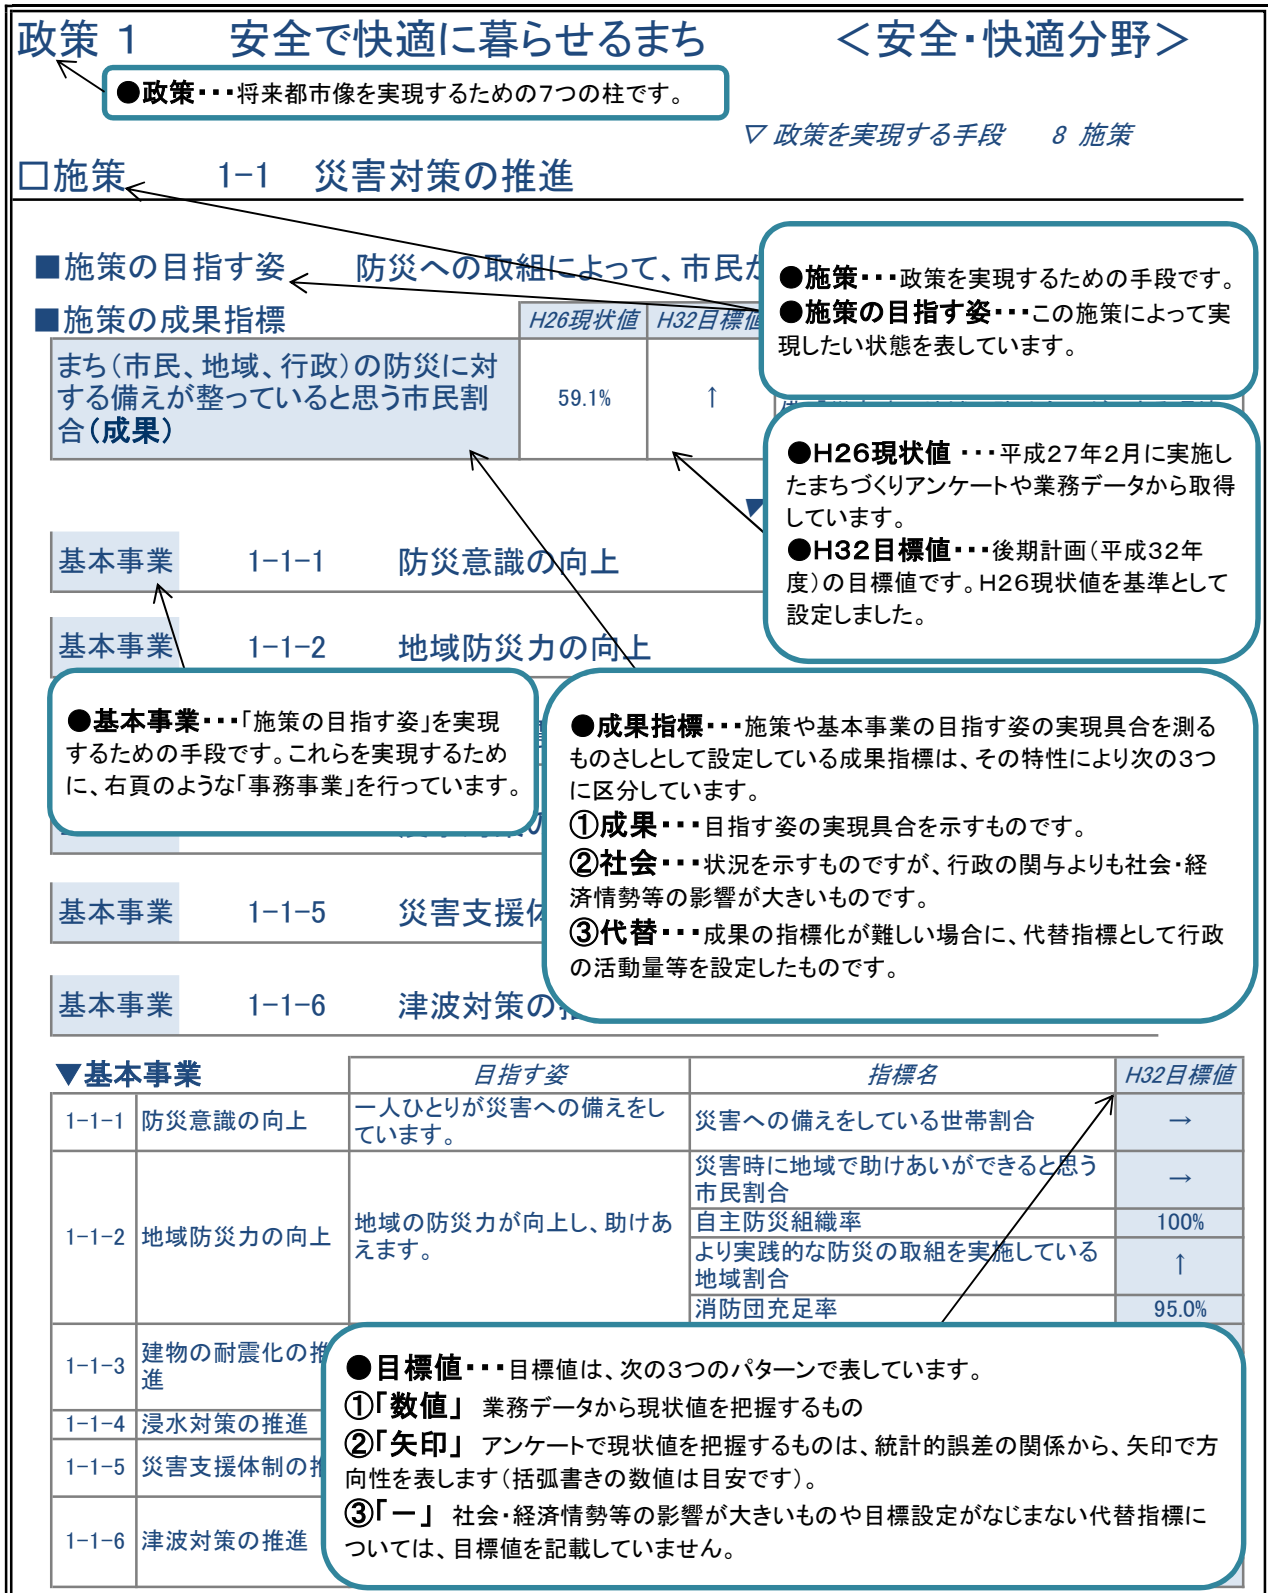 政策 1　安全で快適に暮らせるまち　＜安全・快適分野＞
●政策・・・将来都市像を実現するための7つの柱です。
▽ 政策を実現する手段　8 施策
□施策　1-1　災害対策の推進
■施策の目指す姿　防災への取組によって、市民が
■施策の成果指標
H26現状値　H32目標値
まち（市民、地域、行政）の防災に対
する備えが整っていると思う市民割
合（成果）
59.1%　↑
●施策・・・政策を実現するための手段です。
●施策の目指す姿・・・この施策によって実
現したい状態を表しています。
●H26現状値 ・・・平成27年2月に実施し
たまちづくりアンケートや業務データから取得
しています。
●H32目標値・・・後期計画（平成32年
度）の目標値です。H26現状値を基準として
設定しました。
基本事業　1-1-1　防災意識の向上
基本事業　1-1-2　地域防災力の向上
●基本事業・・・「施策の目指す姿」を実現
するための手段です。これらを実現するため
に、右頁のような「事務事業」を行っています。
●成果指標・・・施策や基本事業の目指す姿の実現具合を測る
ものさしとして設定している成果指標は、その特性により次の3つ
に区分しています。
①成果・・・目指す姿の実現具合を示すものです。
②社会・・・状況を示すものですが、行政の関与よりも社会・経
済情勢等の影響が大きいものです。
③代替・・・成果の指標化が難しい場合に、代替指標として行政
の活動量等を設定したものです。
基本事業　1-1-5　災害支援体
基本事業　1-1-6　津波対策の推
▼基本事業　目指す姿　指標名　H32目標値
1-1-1　防災意識の向上
一人ひとりが災害への備えをし
ています。
災害への備えをしている世帯割合　→
1-1-2　地域防災力の向上
地域の防災力が向上し、助けあ
えます。
災害時に地域で助けあいができると思う
市民割合　→
自主防災組織率　100%
より実践的な防災の取組を実施している
地域割合　↑
消防団充足率　95.0%
1-1-3　建物の耐震化の推
進
1-1-4　浸水対策の推進
1-1-5　災害支援体制の推
1-1-6　津波対策の推進
●目標値・・・目標値は、次の3つのパターンで表しています。
①「数値」 業務データから現状値を把握するもの
②「矢印」 アンケートで現状値を把握するものは、統計的誤差の関係から、矢印で方
向性を表します（括弧書きの数値は目安です）。
③「－」 社会・経済情勢等の影響が大きいものや目標設定がなじまない代替指標に
ついては、目標値を記載していません。